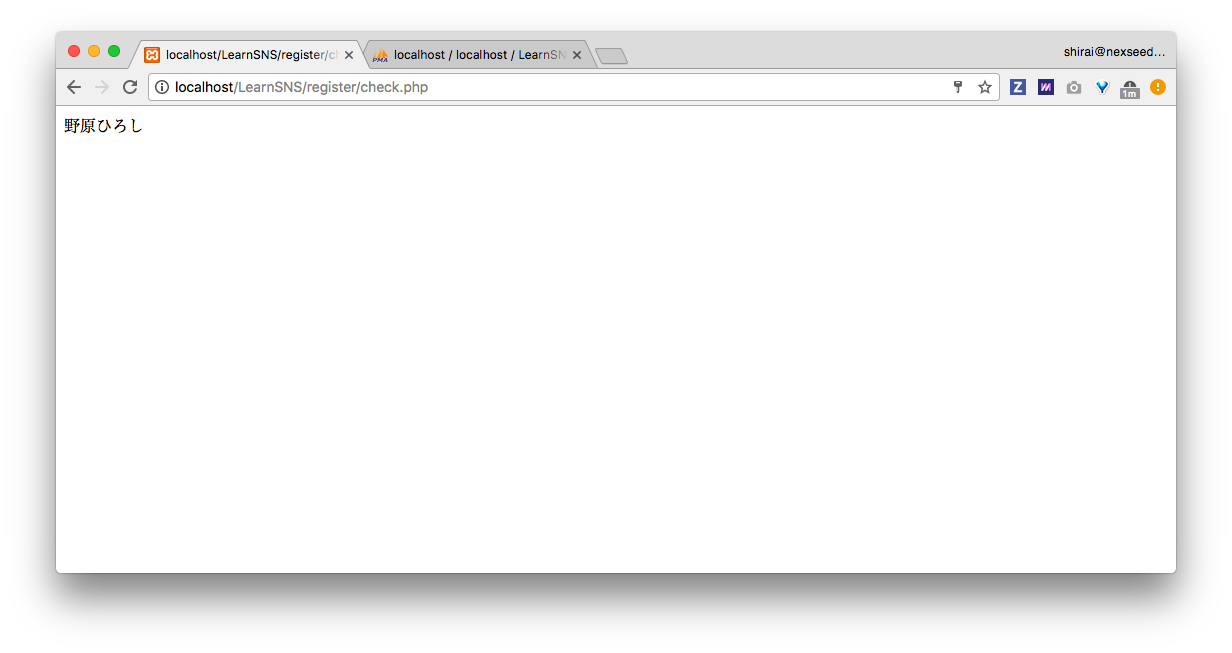 localhost/LearnSNS/register/ch
localhost / localhost / LearnSN
shirai@nexseed...
localhost/LearnSNS/register/check.php
Z
1m
野原ひろし